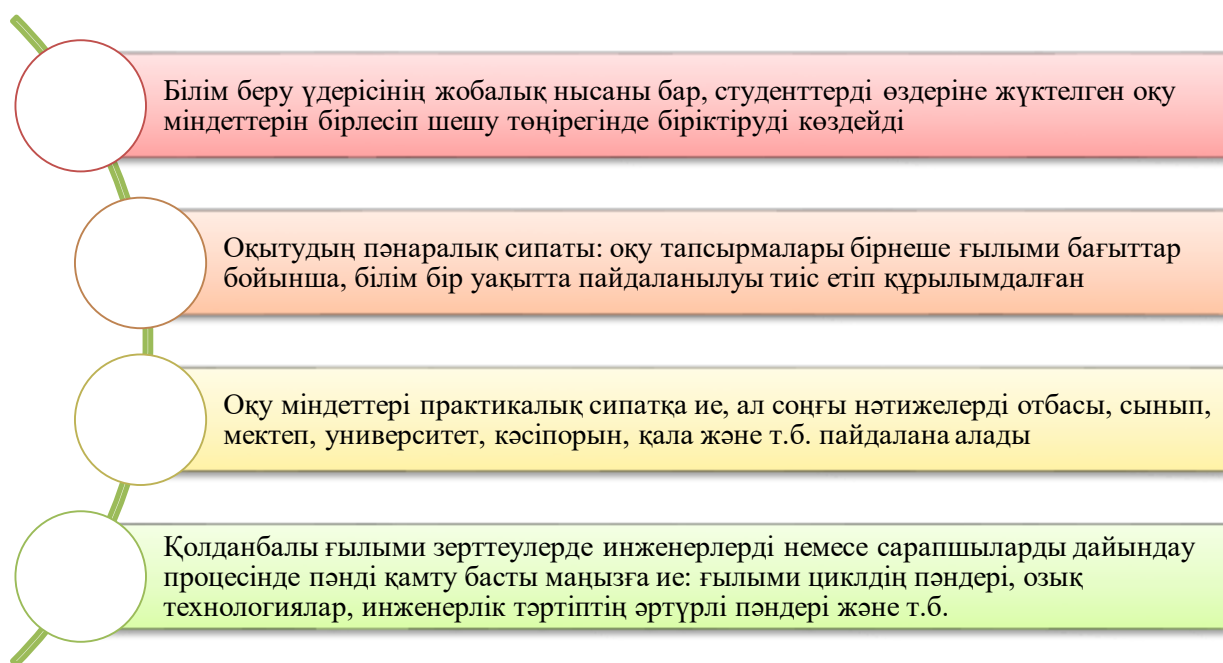 Білім беру үдерісінің жобалық нысаны бар, студенттерді өздеріне жүктелген оқу
міндеттерін бірлесіп шешу төңірегінде біріктіруді көздейді
Оқытудың пәнаралық сипаты: оқу тапсырмалары бірнеше ғылыми бағыттар
бойынша, білім бір уақытта пайдаланылуы тиіс етіп құрылымдалған
Оқу міндеттері практикалық сипатқа ие, ал соңғы нәтижелерді отбасы, сынып,
мектеп, университет, кәсіпорын, қала және т.б. пайдалана алады
Қолданбалы ғылыми зерттеулерде инженерлерді немесе сарапшыларды дайындау
процесінде пәнді қамту басты маңызға ие: ғылыми циклдің пәндері, озық
технологиялар, инженерлік тәртіптің әртүрлі пәндері және т.б.